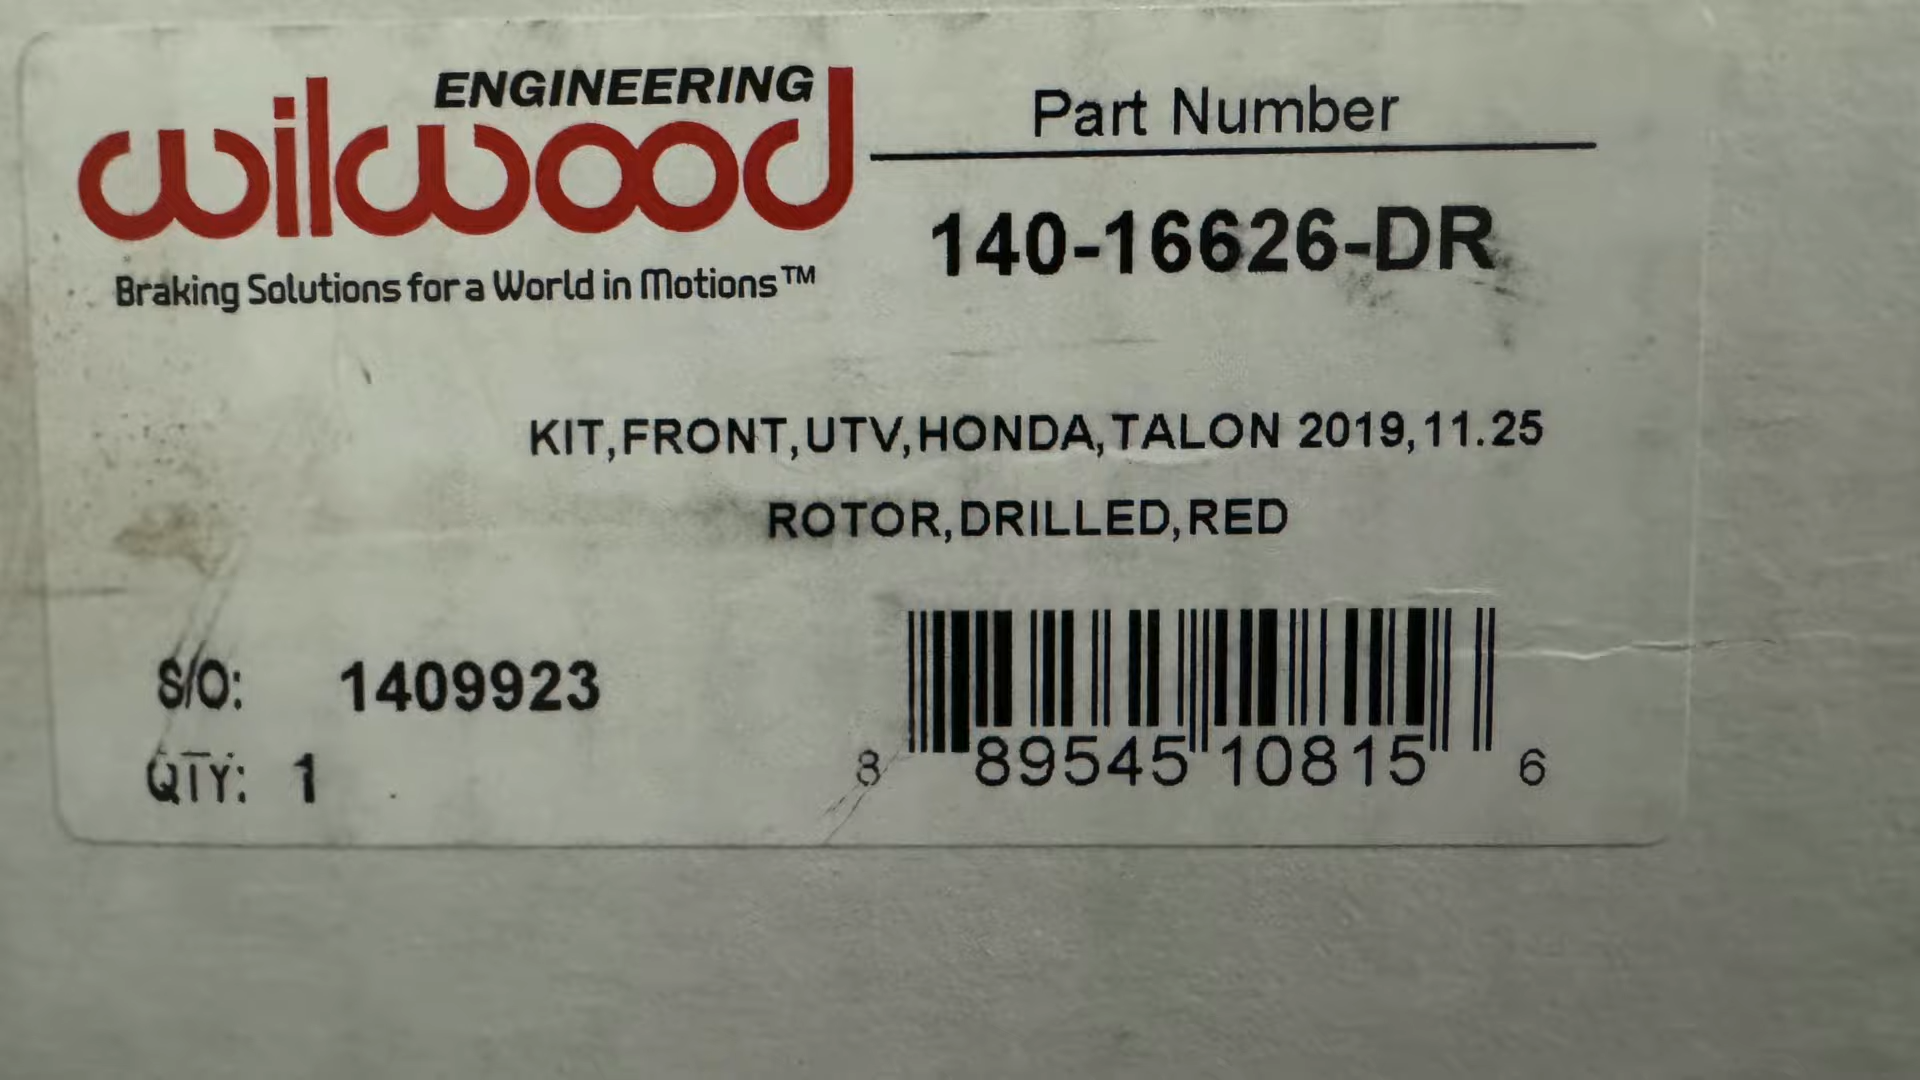 ENGINEERING
wilwood
Braking Solutions for a World in Motions™
Part Number
140-16626-DR
KIT,FRONT,UTV,HONDA,TALON 2019,11.25
ROTOR,DRILLED,RED
S/O: 1409923
QTY: 1
8 89545 10815 6